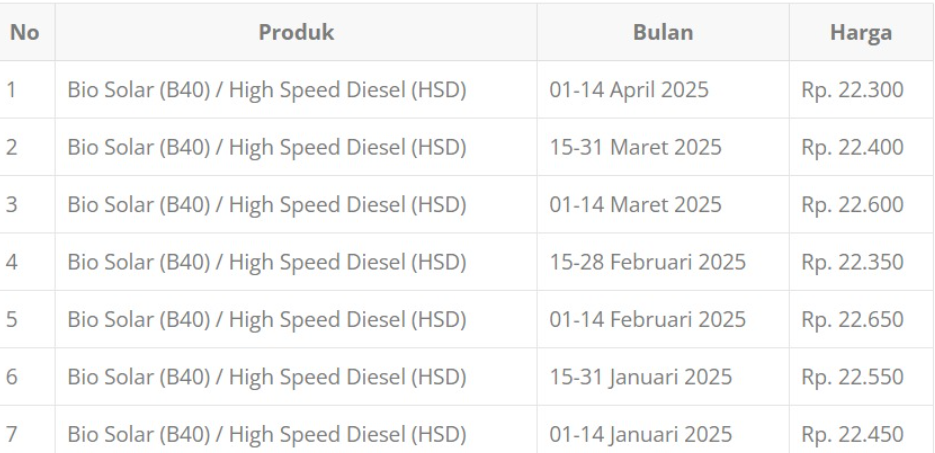 No Produk Bulan Harga
1 Bio Solar (B40) / High Speed Diesel (HSD) 01-14 April 2025 Rp. 22.300
2 Bio Solar (B40) / High Speed Diesel (HSD) 15-31 Maret 2025 Rp. 22.400
3 Bio Solar (B40) / High Speed Diesel (HSD) 01-14 Maret 2025 Rp. 22.600
4 Bio Solar (B40) / High Speed Diesel (HSD) 15-28 Februari 2025 Rp. 22.350
5 Bio Solar (B40) / High Speed Diesel (HSD) 01-14 Februari 2025 Rp. 22.650
6 Bio Solar (B40) / High Speed Diesel (HSD) 15-31 Januari 2025 Rp. 22.550
7 Bio Solar (B40) / High Speed Diesel (HSD) 01-14 Januari 2025 Rp. 22.450